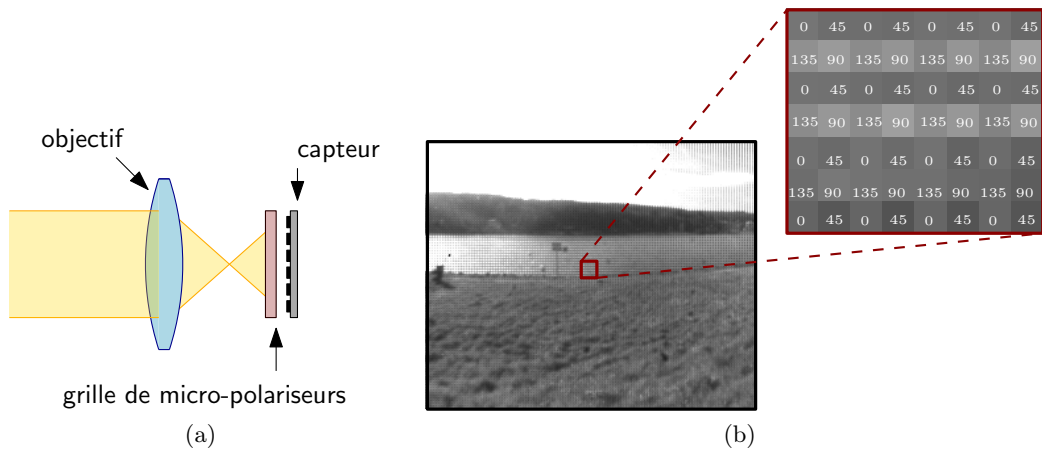 objectif
capteur
grille de micro-polariseurs
(a)
0 45 0 45 0 45 0 45
135 90 135 90 135 90 135 90
0 45 0 45 0 45 0 45
135 90 135 90 135 90 135 90
0 45 0 45 0 45 0 45
135 90 135 90 135 90 135 90
0 45 0 45 0 45 0 45
(b)